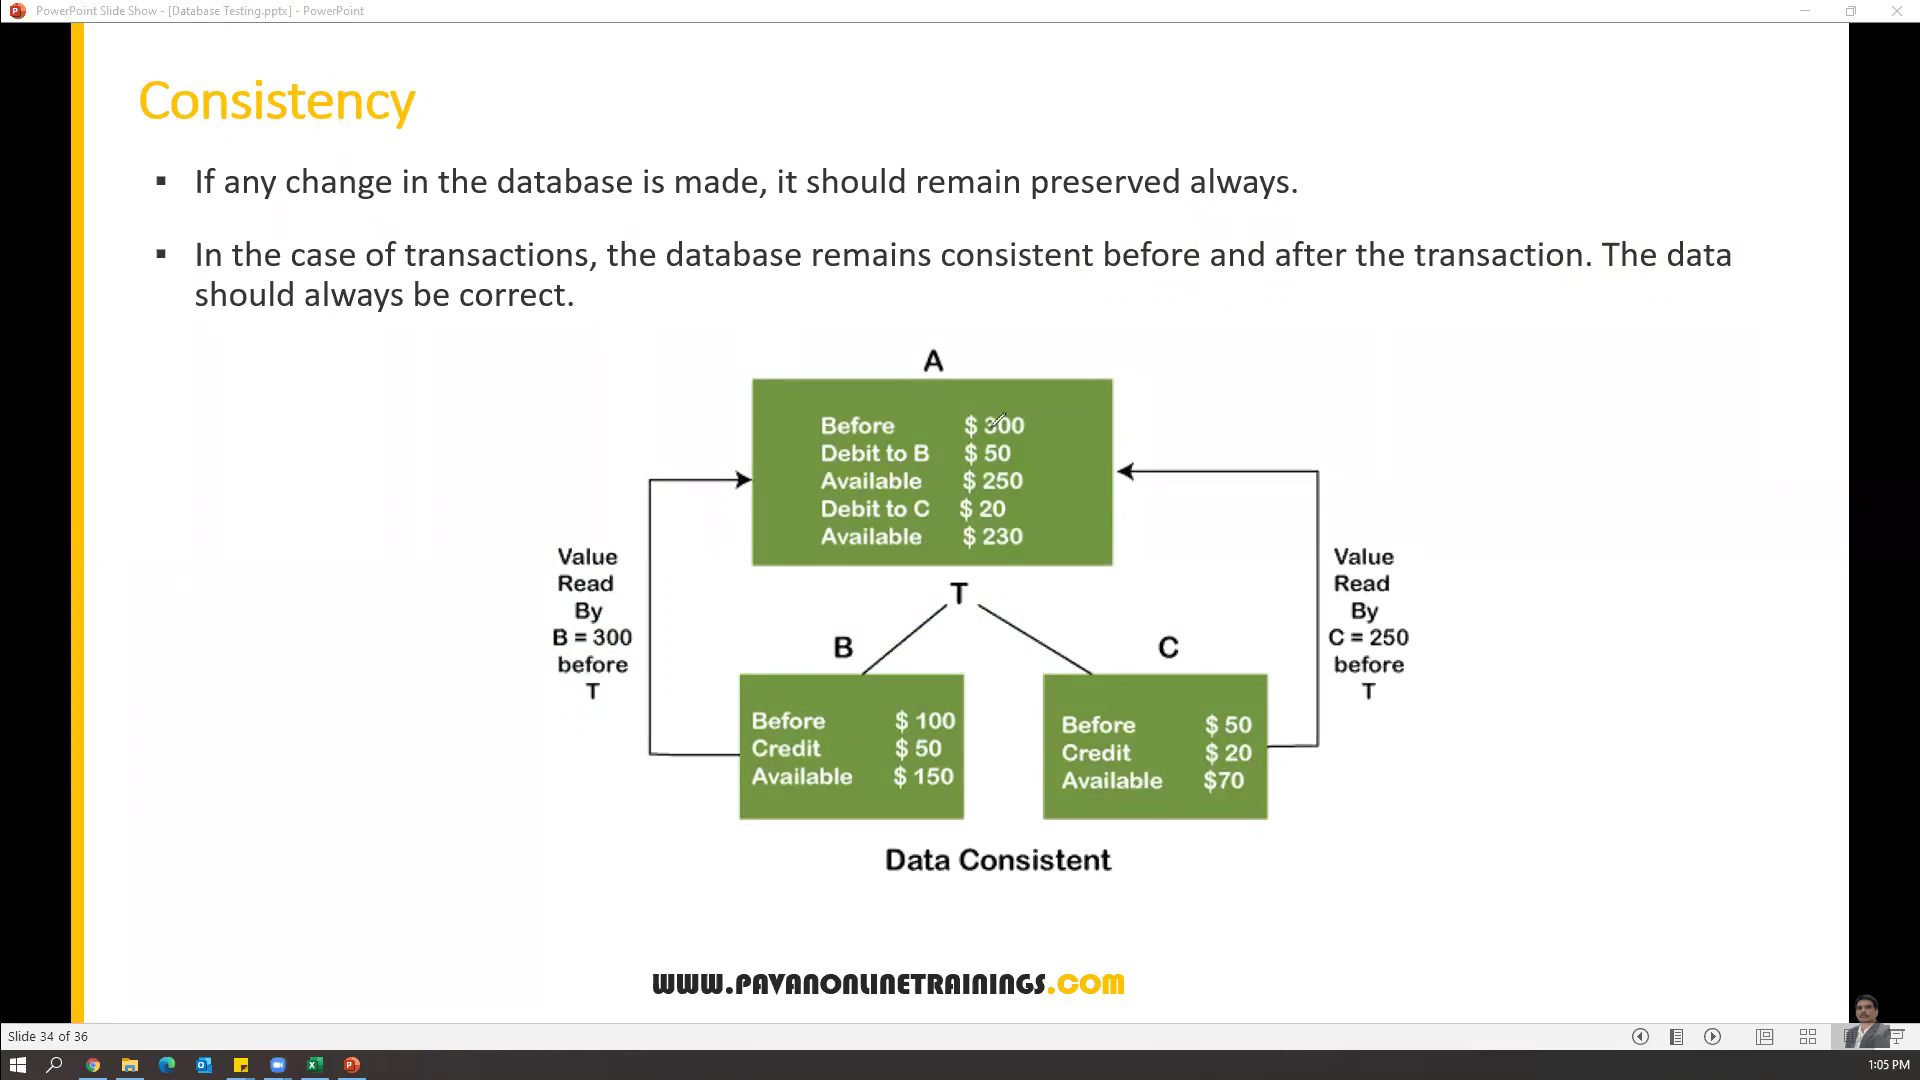 PowerPoint Slide Show - [Database Testing.pptx] - PowerPoint
Consistency
▪ If any change in the database is made, it should remain preserved always.
▪ In the case of transactions, the database remains consistent before and after the transaction. The data
should always be correct.
A
Before $ 300
Debit to B $ 50
Available $ 250
Debit to C $ 20
Available $ 230
T
Value
Read
By
B = 300
before
T
B
Before $ 100
Credit $ 50
Available $ 150
C
Before $ 50
Credit $ 20
Available $70
Value
Read
By
C = 250
before
T
Data Consistent
WWW.PAVANONLINETRAININGS.COM
Slide 34 of 36
1:05 PM